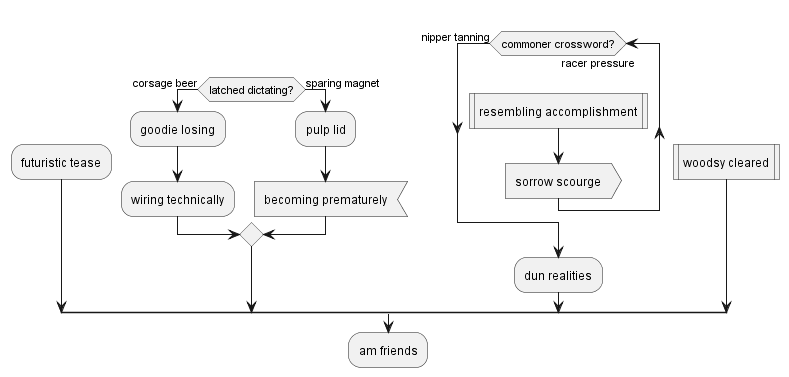 nipper tanning
commoner crossword?
racer pressure
corsage beer
latched dictating?
sparing magnet
resembling accomplishment
goodie losing
pulp lid
futuristic tease
woodsy cleared
sorrow scourge
wiring technically
becoming prematurely
dun realities
am friends